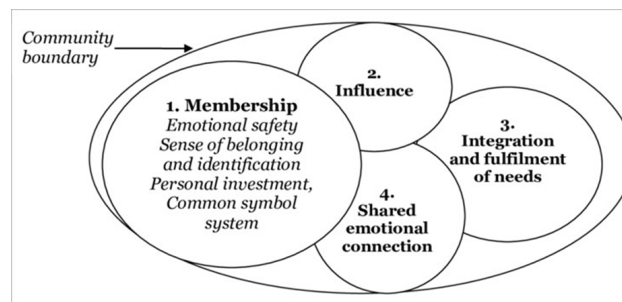 Community
boundary
1. Membership
Emotional safety
Sense of belonging
and identification
Personal investment,
Common symbol
system
2.
Influence
3.
Integration
and fulfilment
of needs
4.
Shared
emotional
connection